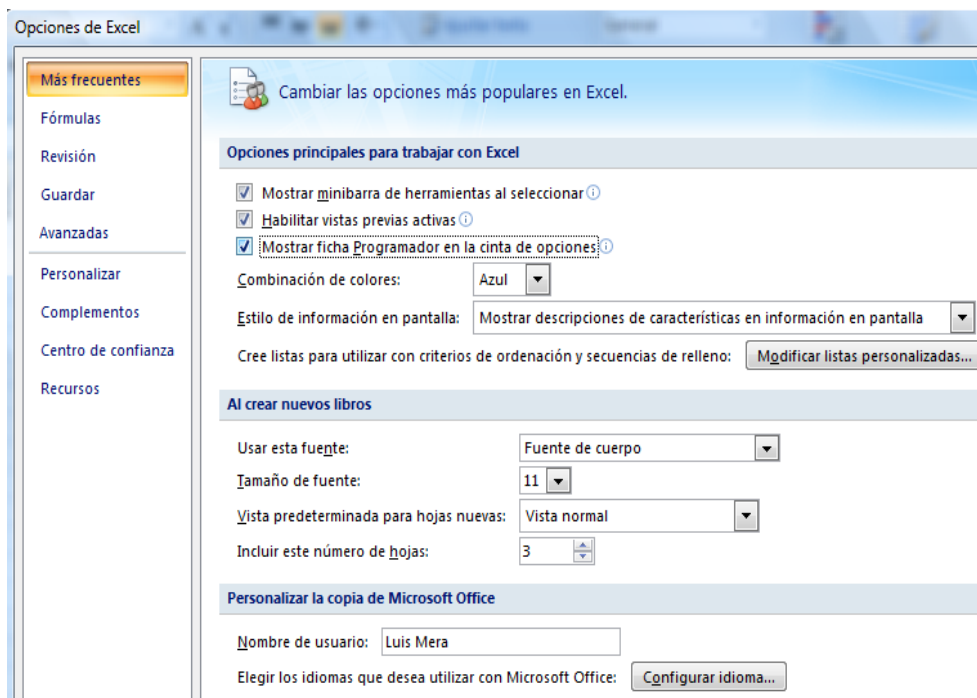 Opciones de Excel
Más frecuentes
Fórmulas
Revisión
Guardar
Avanzadas
Personalizar
Complementos
Centro de confianza
Recursos
Cambiar las opciones más populares en Excel.
Opciones principales para trabajar con Excel
Mostrar minibarra de herramientas al seleccionar
Habilitar vistas previas activas
Mostrar ficha Programador en la cinta de opciones
Combinación de colores: Azul
Estilo de información en pantalla: Mostrar descripciones de características en información en pantalla
Cree listas para utilizar con criterios de ordenación y secuencias de relleno: Modificar listas personalizadas...
Al crear nuevos libros
Usar esta fuente: Fuente de cuerpo
Tamaño de fuente: 11
Vista predeterminada para hojas nuevas: Vista normal
Incluir este número de hojas: 3
Personalizar la copia de Microsoft Office
Nombre de usuario: Luis Mera
Elegir los idiomas que desea utilizar con Microsoft Office: Configurar idioma...